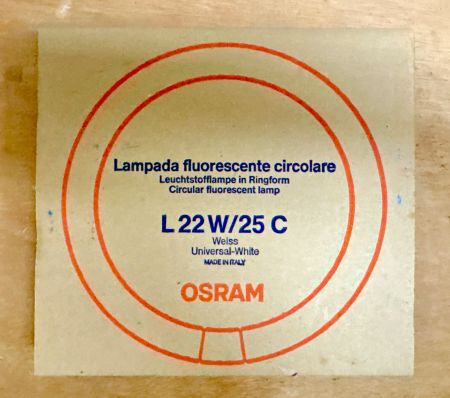 Lampada fluorescente circolare
Leuchtstofflampe in Ringform
Circular fluorescent lamp
L 22 W/25 C
Weiss
Universal-White
MADE IN ITALY
OSRAM